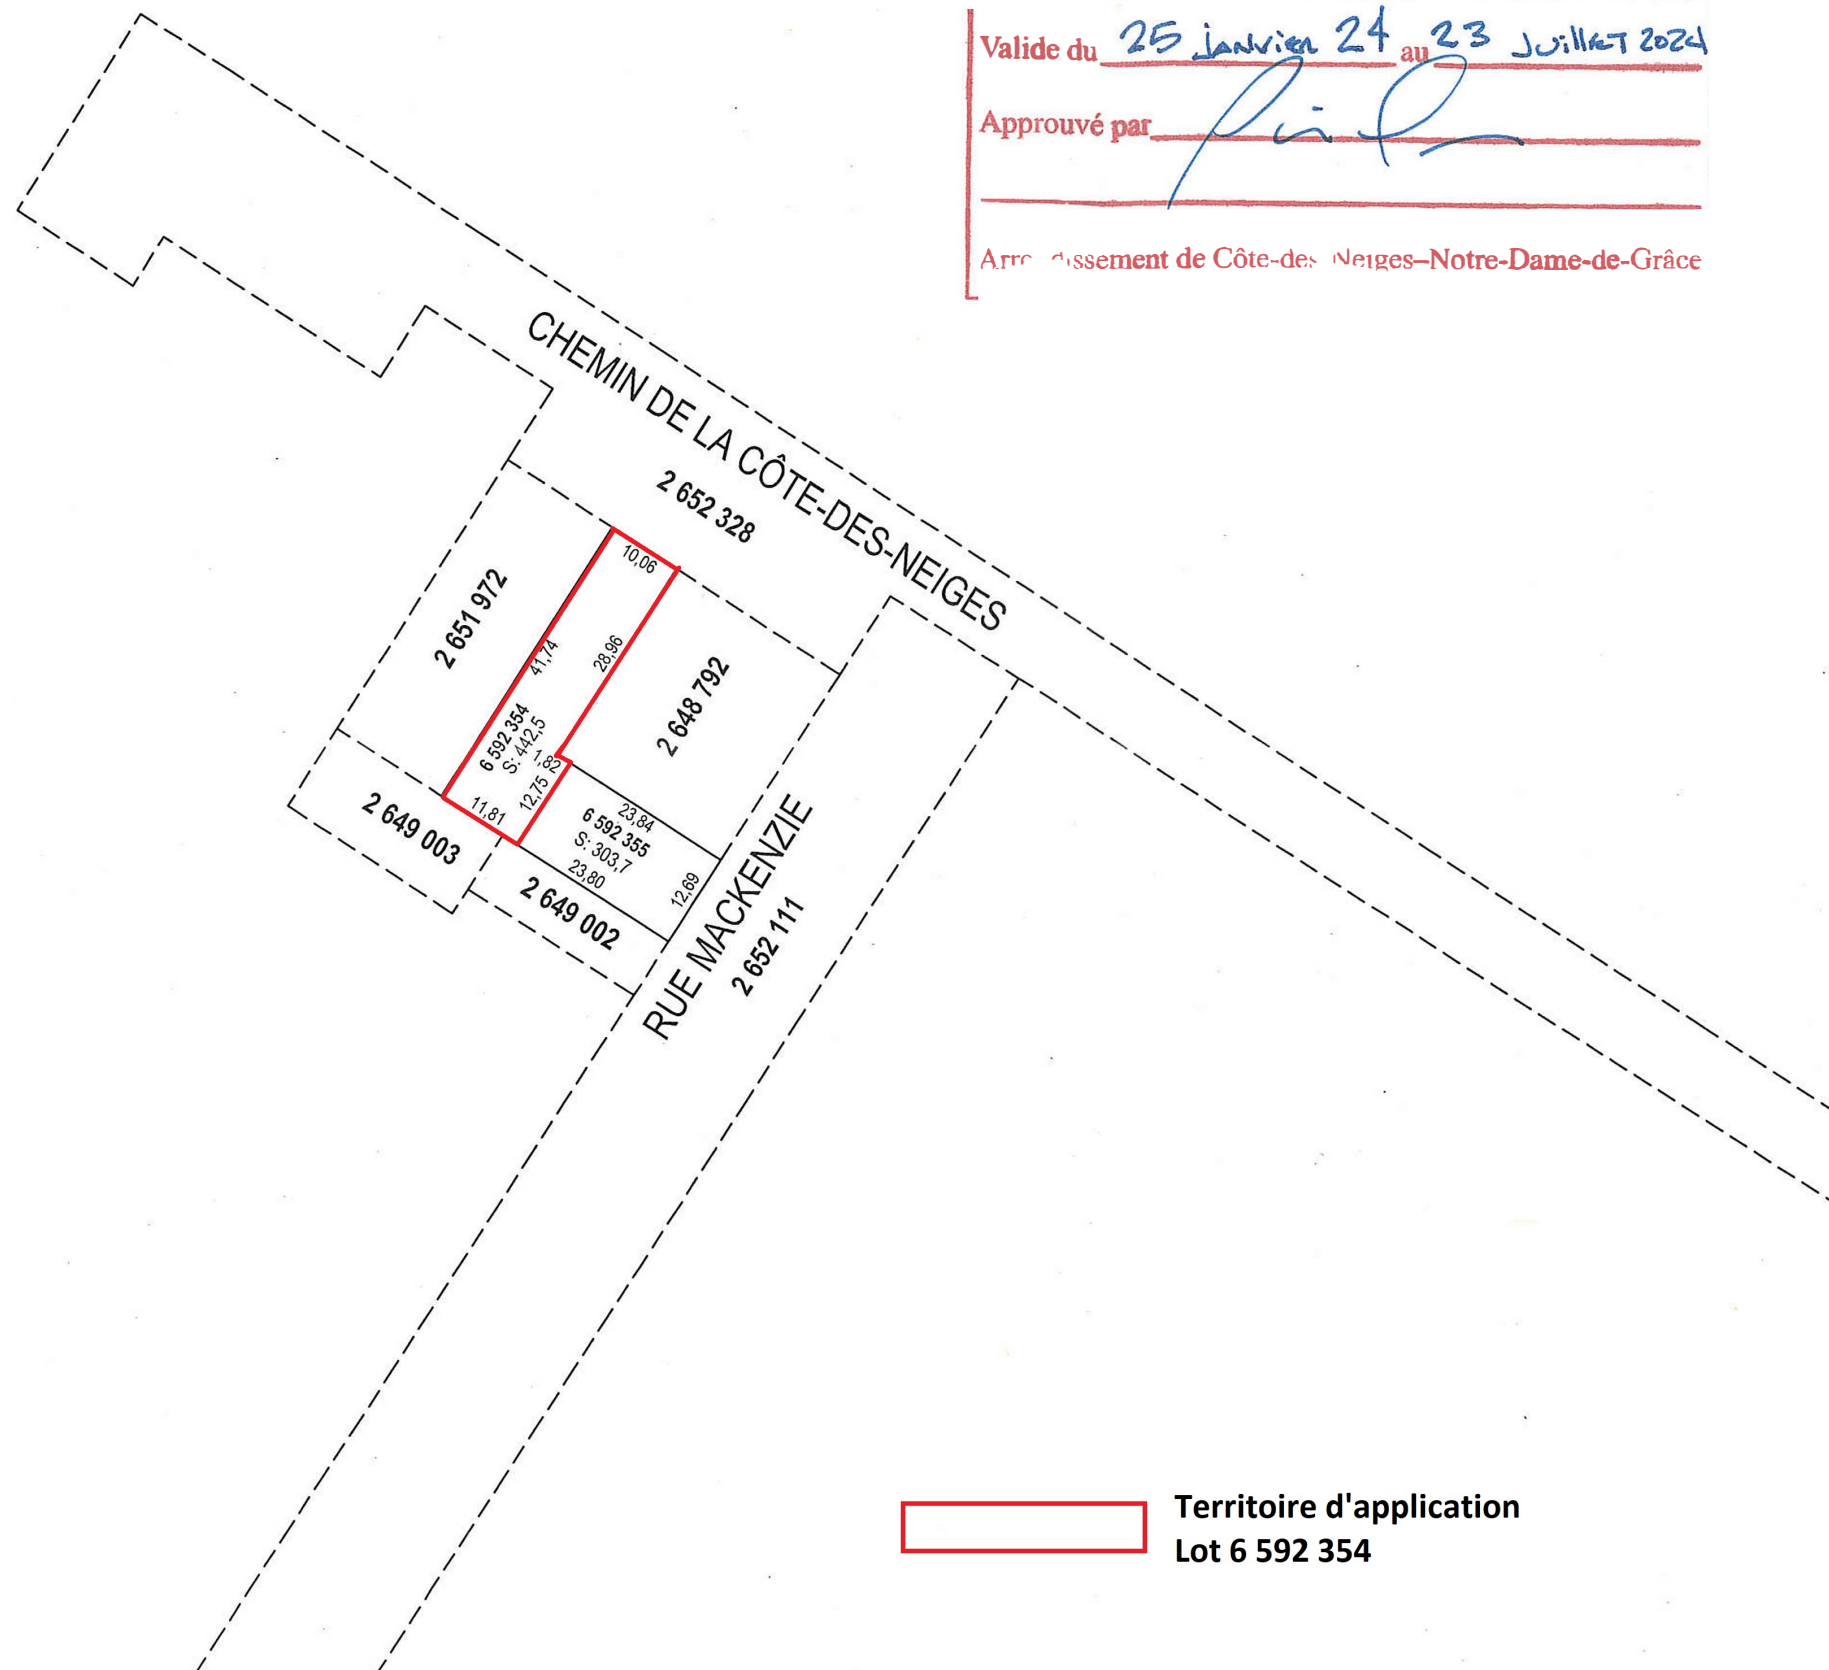 Valide du 25 janvier 24 au 23 Juillet 2024
Approuvé par
Arr dissement de Côte-des Neiges–Notre-Dame-de-Grâce
CHEMIN DE LA CÔTE-DES-NEIGES
2 652 328
10,06
2 651 972
41,74
28,96
2 648 792
6 592 354
S: 442,5
1,82
12,75
11,81
2 649 003
23,84
6 592 355
S: 303,7
23,80
12,69
2 649 002
RUE MACKENZIE
2 652 111
Territoire d'application
Lot 6 592 354